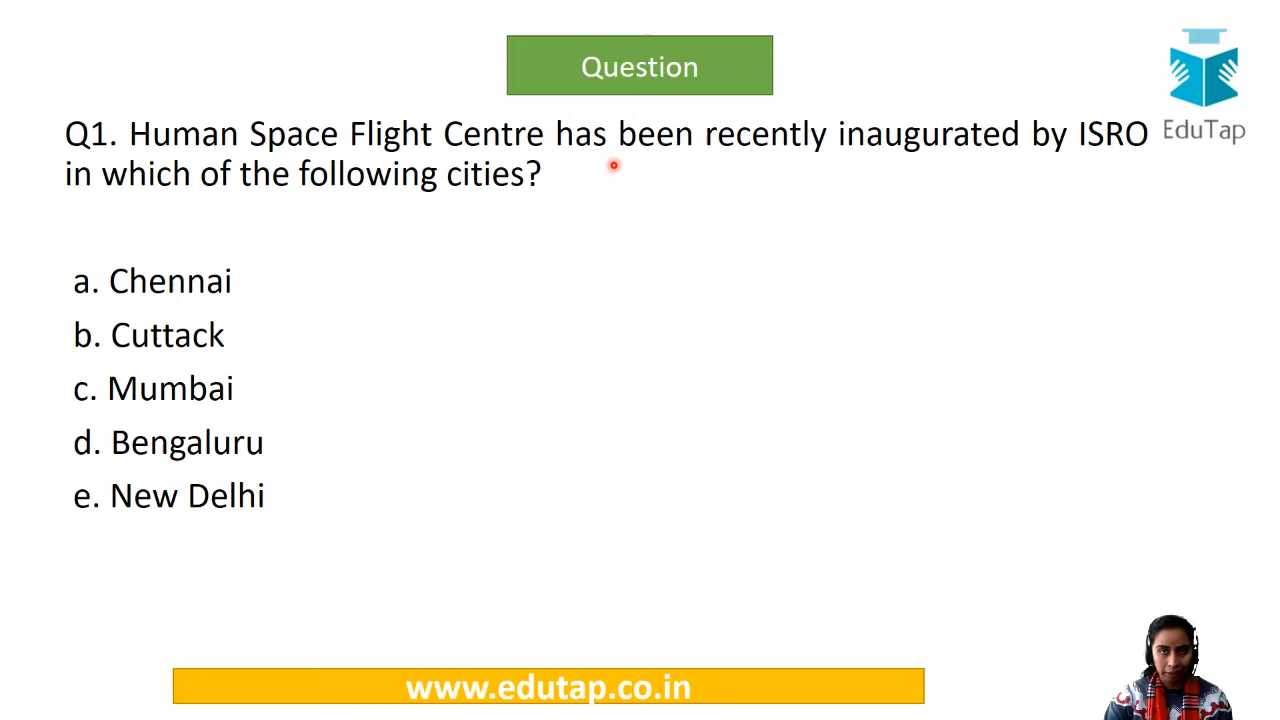 Question
EduTap
Q1. Human Space Flight Centre has been recently inaugurated by ISRO
in which of the following cities?
a. Chennai
b. Cuttack
c. Mumbai
d. Bengaluru
e. New Delhi
www.edutap.co.in